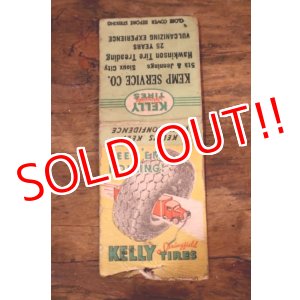 CLOSE COVER BEFORE STRIKING
VULCANIZING EXPERIENCE
25 YEARS
Hawkinson Tire Treading
5th & Jennings Sioux City
KEMP SERVICE CO.
KELLY
TIRES
CONFIDENCE
SOLD OUT!!
KELLY Springfield TIRES